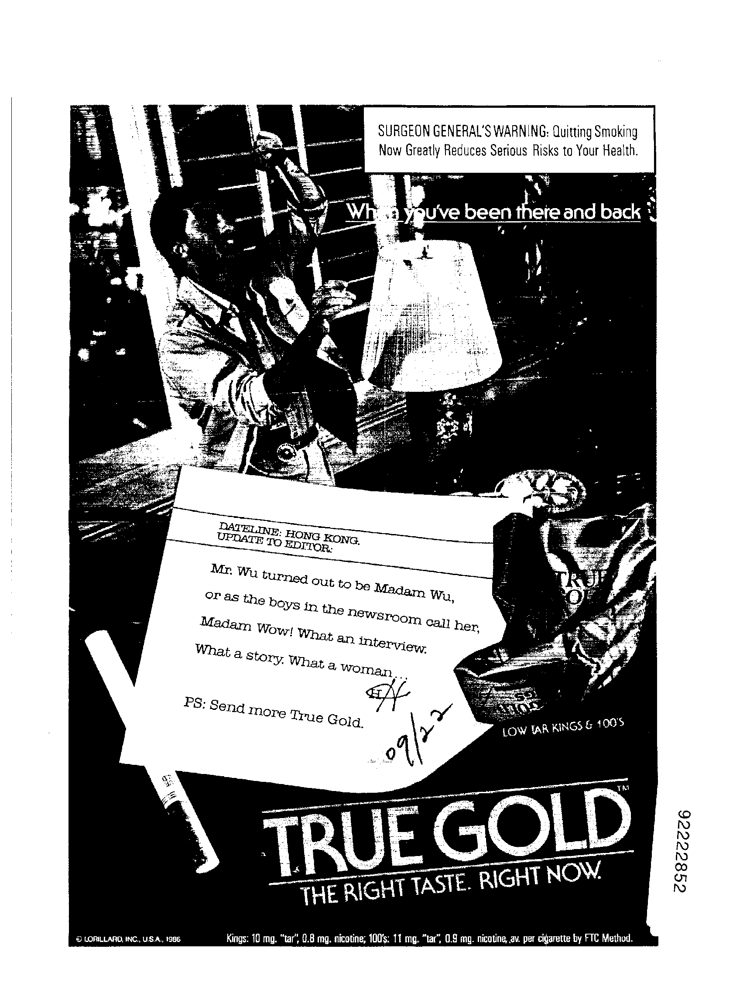 SURGEON GENERAL'S WARNING: Quitting Smoking
Now Greatly Reduces Serious Risks to Your Health.
When you've been there and back
DATELINE: HONG KONG.
UPDATE TO EDITOR:
Mr. Wu turned out to be Madam Wu,
or as the boys in the newsroom call her,
Madam Wow! What an interview.
What a story. What a woman...
PS: Send more True Gold.
09/22
TRUE
LOW TAR KINGS & 100'S
TRUE GOLD™
THE RIGHT TASTE. RIGHT NOW.
© LORILLARD, INC., U.S.A., 1986
Kings: 10 mg. "tar", 0.8 mg. nicotine; 100's: 11 mg. "tar", 0.9 mg. nicotine, av. per cigarette by FTC Method.
92222852